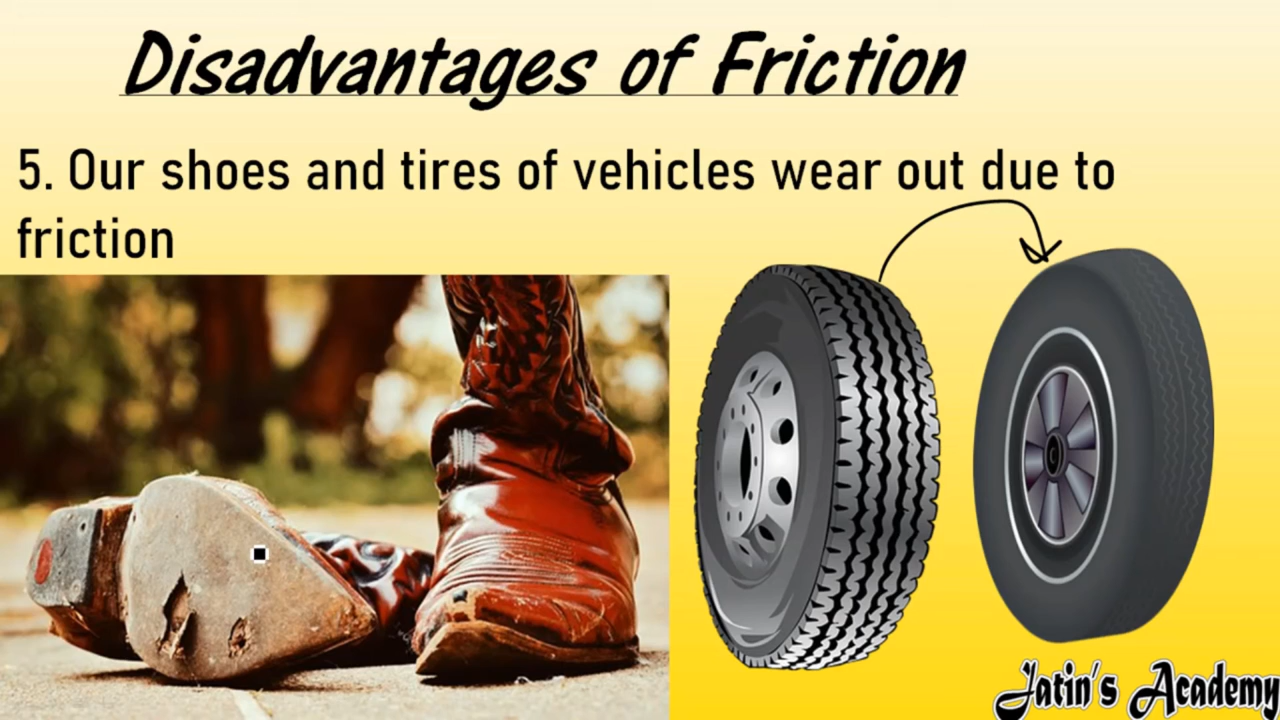 Disadvantages of Friction
5. Our shoes and tires of vehicles wear out due to
friction
Jatin's Academy